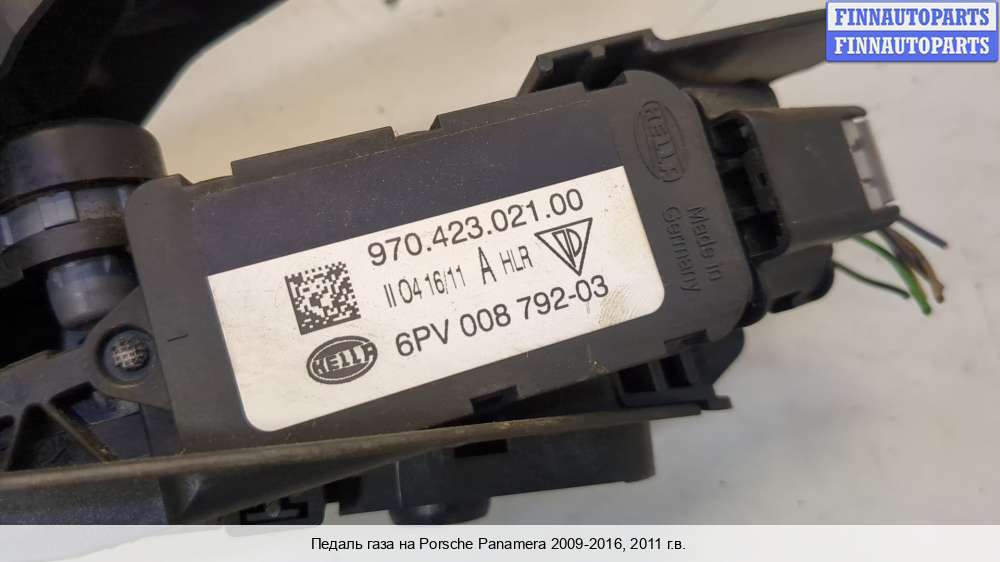 FINNAUTOPARTS
FINNAUTOPARTS
HELLA
Made in
Germany
970.423.021.00
II 04 16/11 A HLR
6PV 008 792-03
HELLA
Педаль газа на Porsche Panamera 2009-2016, 2011 г.в.